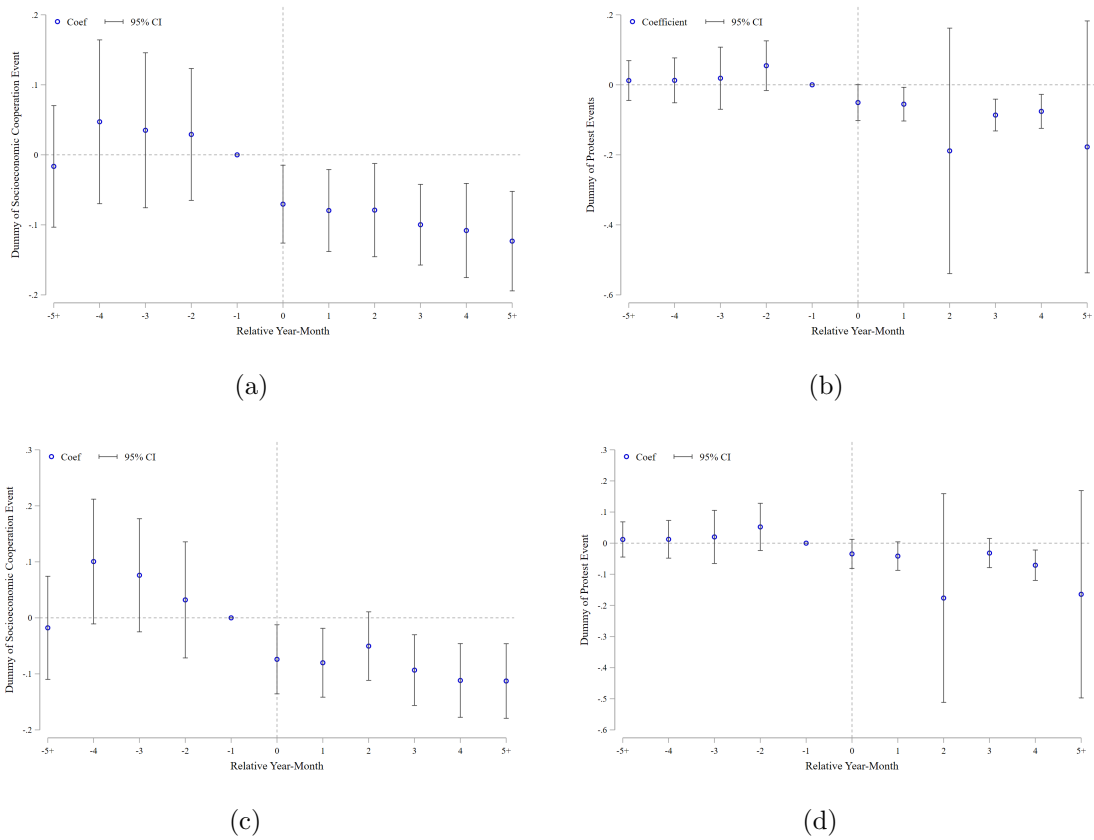 Coef 95% CI
Dummy of Socioeconomic Cooperation Event
.2
.1
0
-.1
-.2
-5+ -4 -3 -2 -1 0 1 2 3 4 5+
Relative Year-Month
(a)
Coefficient 95% CI
Dummy of Protest Events
.2
0
-.2
-.4
-.6
-5+ -4 -3 -2 -1 0 1 2 3 4 5+
Relative Year-Month
(b)
Coef 95% CI
Dummy of Socioeconomic Cooperation Event
.3
.2
.1
0
-.1
-.2
-5+ -4 -3 -2 -1 0 1 2 3 4 5+
Relative Year-Month
(c)
Coef 95% CI
Dummy of Protest Event
.3
.2
.1
0
-.1
-.2
-.3
-.4
-.5
-.6
-5+ -4 -3 -2 -1 0 1 2 3 4 5+
Relative Year-Month
(d)